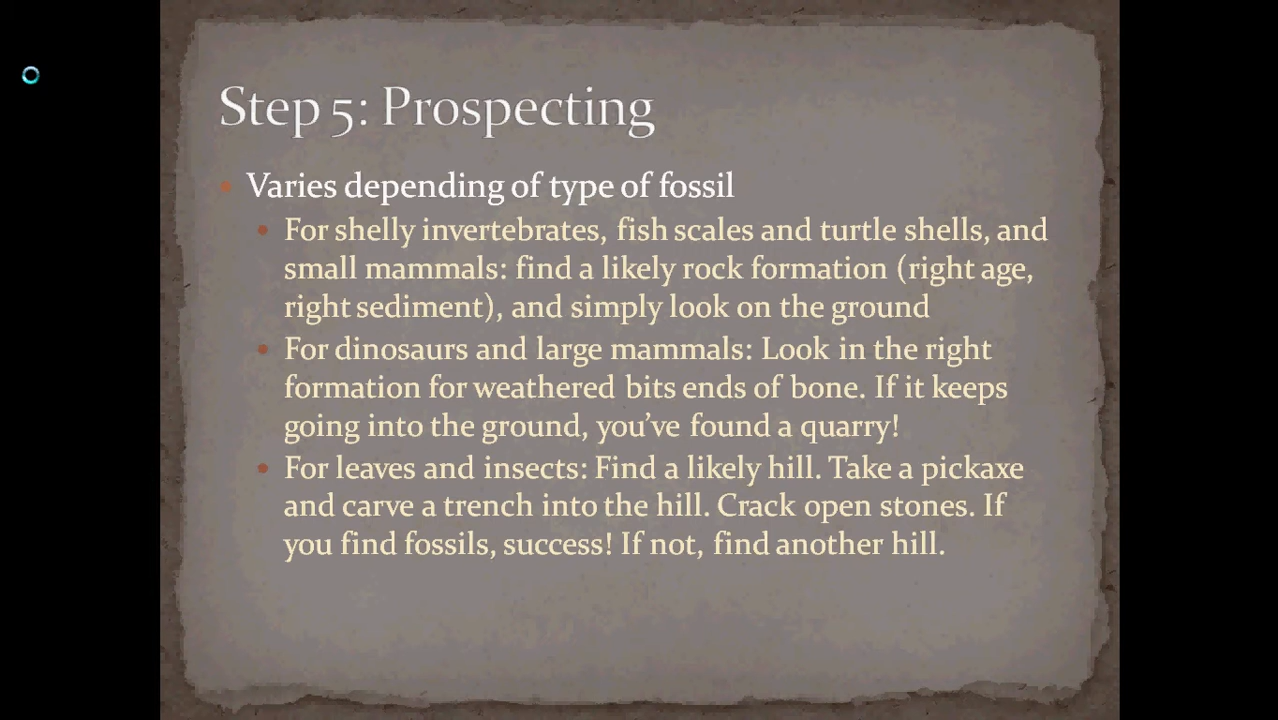 Step 5: Prospecting
Varies depending of type of fossil
For shelly invertebrates, fish scales and turtle shells, and
small mammals: find a likely rock formation (right age,
right sediment), and simply look on the ground
For dinosaurs and large mammals: Look in the right
formation for weathered bits ends of bone. If it keeps
going into the ground, you’ve found a quarry!
For leaves and insects: Find a likely hill. Take a pickaxe
and carve a trench into the hill. Crack open stones. If
you find fossils, success! If not, find another hill.